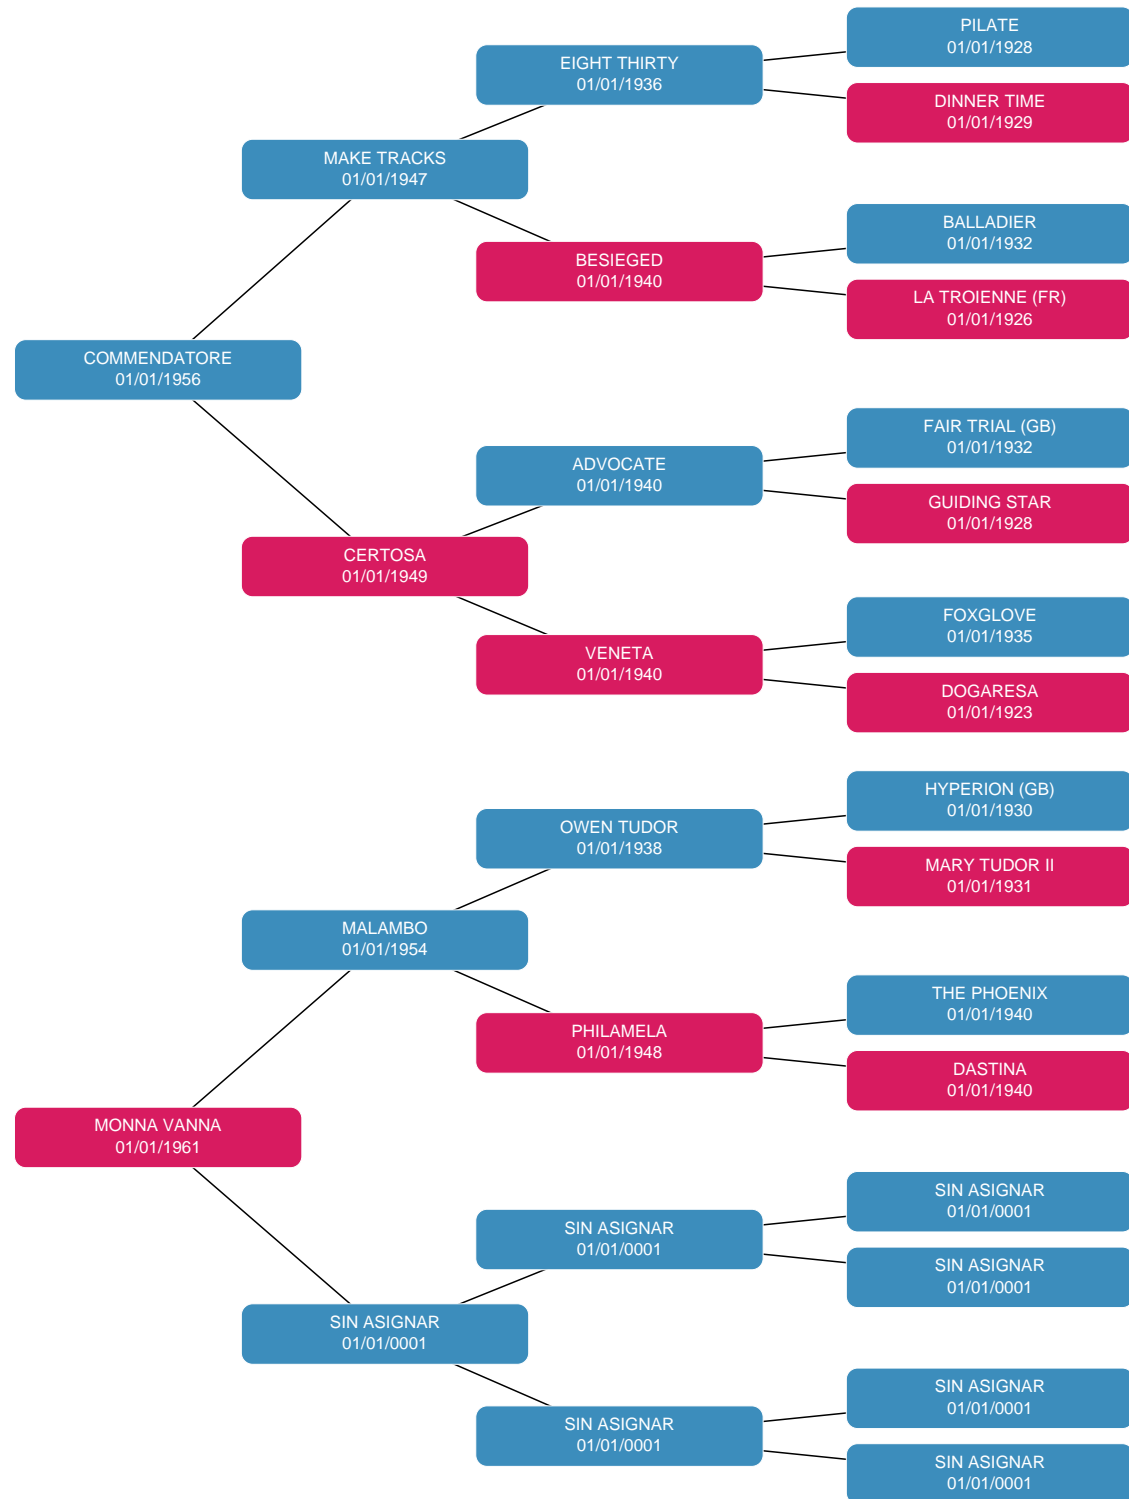 PILATE
01/01/1928
EIGHT THIRTY
01/01/1936
DINNER TIME
01/01/1929
MAKE TRACKS
01/01/1947
BALLADIER
01/01/1932
BESIEGED
01/01/1940
LA TROIENNE (FR)
01/01/1926
COMMENDATORE
01/01/1956
FAIR TRIAL (GB)
01/01/1932
ADVOCATE
01/01/1940
GUIDING STAR
01/01/1928
CERTOSA
01/01/1949
FOXGLOVE
01/01/1935
VENETA
01/01/1940
DOGARESA
01/01/1923
HYPERION (GB)
01/01/1930
OWEN TUDOR
01/01/1938
MARY TUDOR II
01/01/1931
MALAMBO
01/01/1954
THE PHOENIX
01/01/1940
PHILAMELA
01/01/1948
DASTINA
01/01/1940
MONNA VANNA
01/01/1961
SIN ASIGNAR
01/01/0001
SIN ASIGNAR
01/01/0001
SIN ASIGNAR
01/01/0001
SIN ASIGNAR
01/01/0001
SIN ASIGNAR
01/01/0001
SIN ASIGNAR
01/01/0001
SIN ASIGNAR
01/01/0001